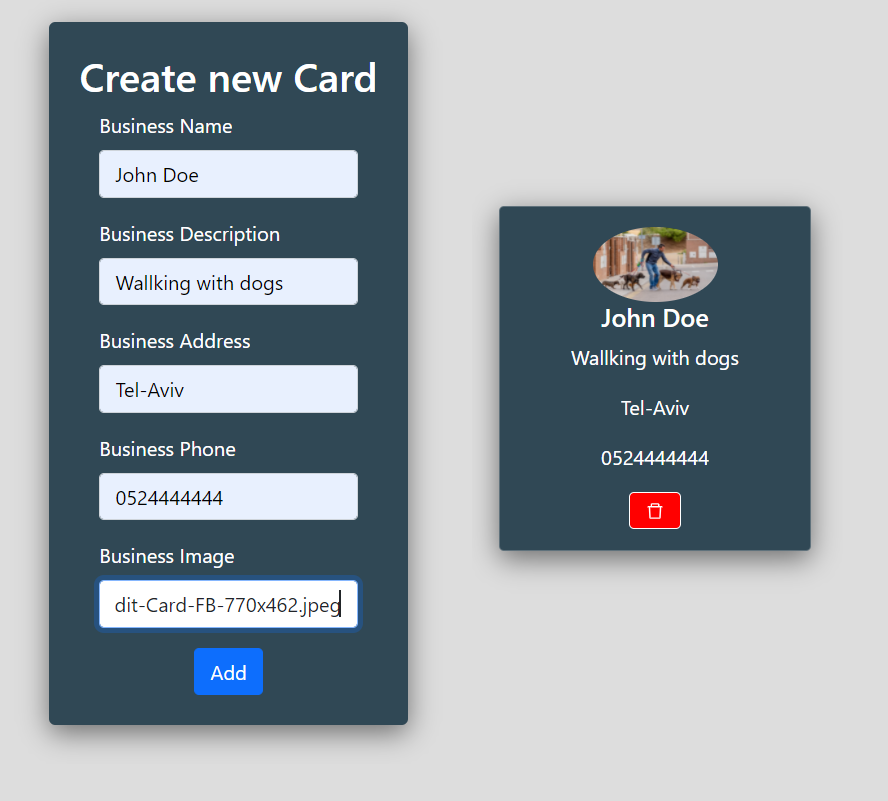 Create new Card
Business Name
John Doe
Business Description
Wallking with dogs
Business Address
Tel-Aviv
Business Phone
0524444444
Business Image
dit-Card-FB-770x462.jpeg
Add
John Doe
Wallking with dogs
Tel-Aviv
0524444444